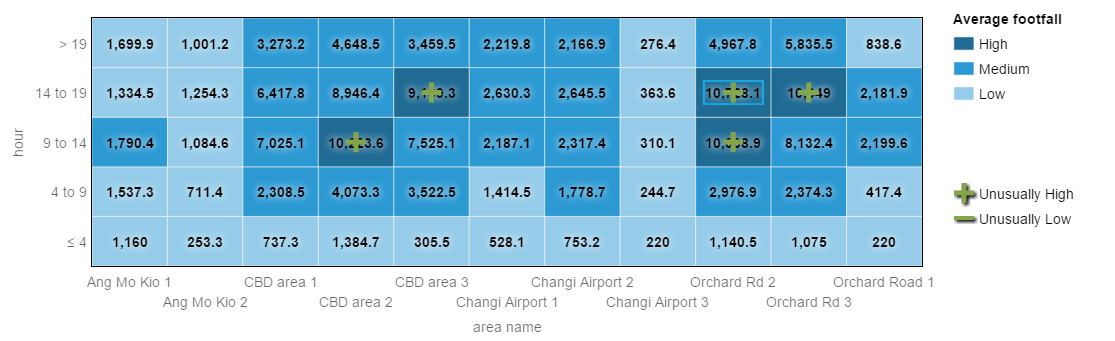 Average footfall
High
Medium
Low
Unusually High
Unusually Low
hour
> 19 1,699.9 1,001.2 3,273.2 4,648.5 3,459.5 2,219.8 2,166.9 276.4 4,967.8 5,835.5 838.6
14 to 19 1,334.5 1,254.3 6,417.8 8,946.4 2,630.3 2,645.5 363.6 2,181.9
9 to 14 1,790.4 1,084.6 7,025.1 7,525.1 2,187.1 2,317.4 310.1 8,132.4 2,199.6
4 to 9 1,537.3 711.4 2,308.5 4,073.3 3,522.5 1,414.5 1,778.7 244.7 2,976.9 2,374.3 417.4
≤ 4 1,160 253.3 737.3 1,384.7 305.5 528.1 753.2 220 1,140.5 1,075 220
Ang Mo Kio 1 CBD area 1 CBD area 3 Changi Airport 2 Orchard Rd 2 Orchard Road 1
Ang Mo Kio 2 CBD area 2 Changi Airport 1 Changi Airport 3 Orchard Rd 3
area name